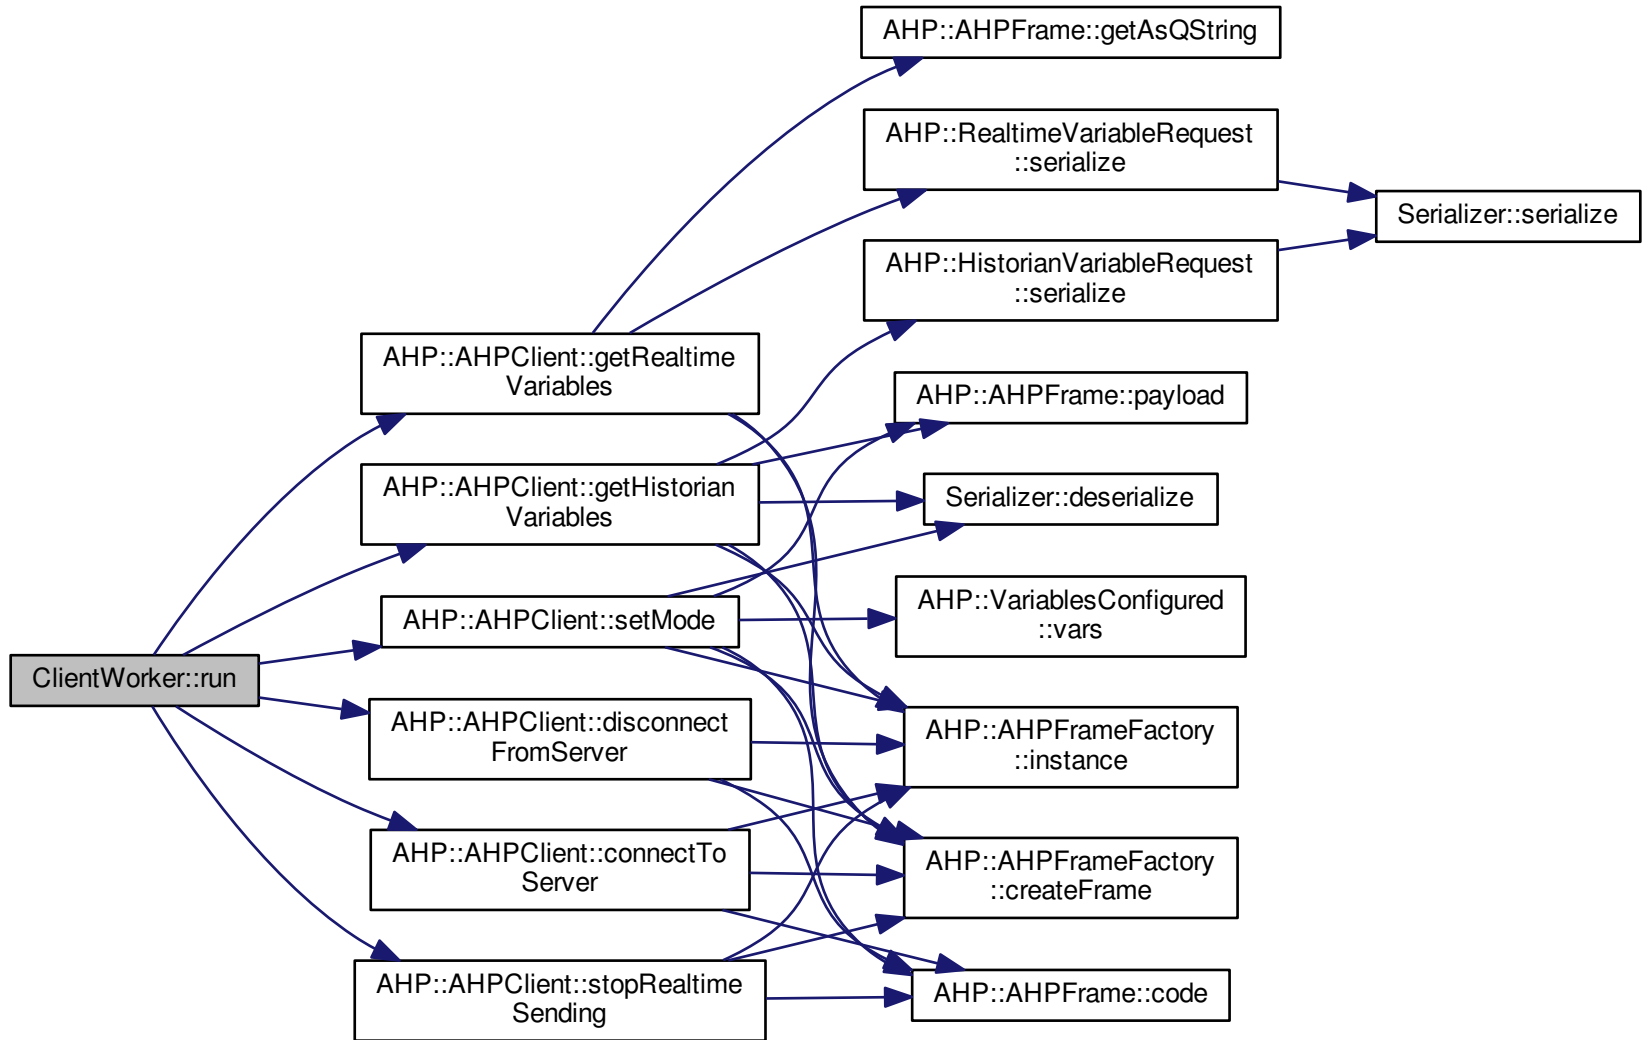 AHP::AHPFrame::getAsQString
AHP::RealtimeVariableRequest
::serialize
Serializer::serialize
AHP::HistorianVariableRequest
::serialize
AHP::AHPClient::getRealtime
Variables
AHP::AHPFrame::payload
AHP::AHPClient::getHistorian
Variables
Serializer::deserialize
AHP::AHPClient::setMode
AHP::VariablesConfigured
::vars
ClientWorker::run
AHP::AHPClient::disconnect
FromServer
AHP::AHPFrameFactory
::instance
AHP::AHPClient::connectTo
Server
AHP::AHPFrameFactory
::createFrame
AHP::AHPClient::stopRealtime
Sending
AHP::AHPFrame::code